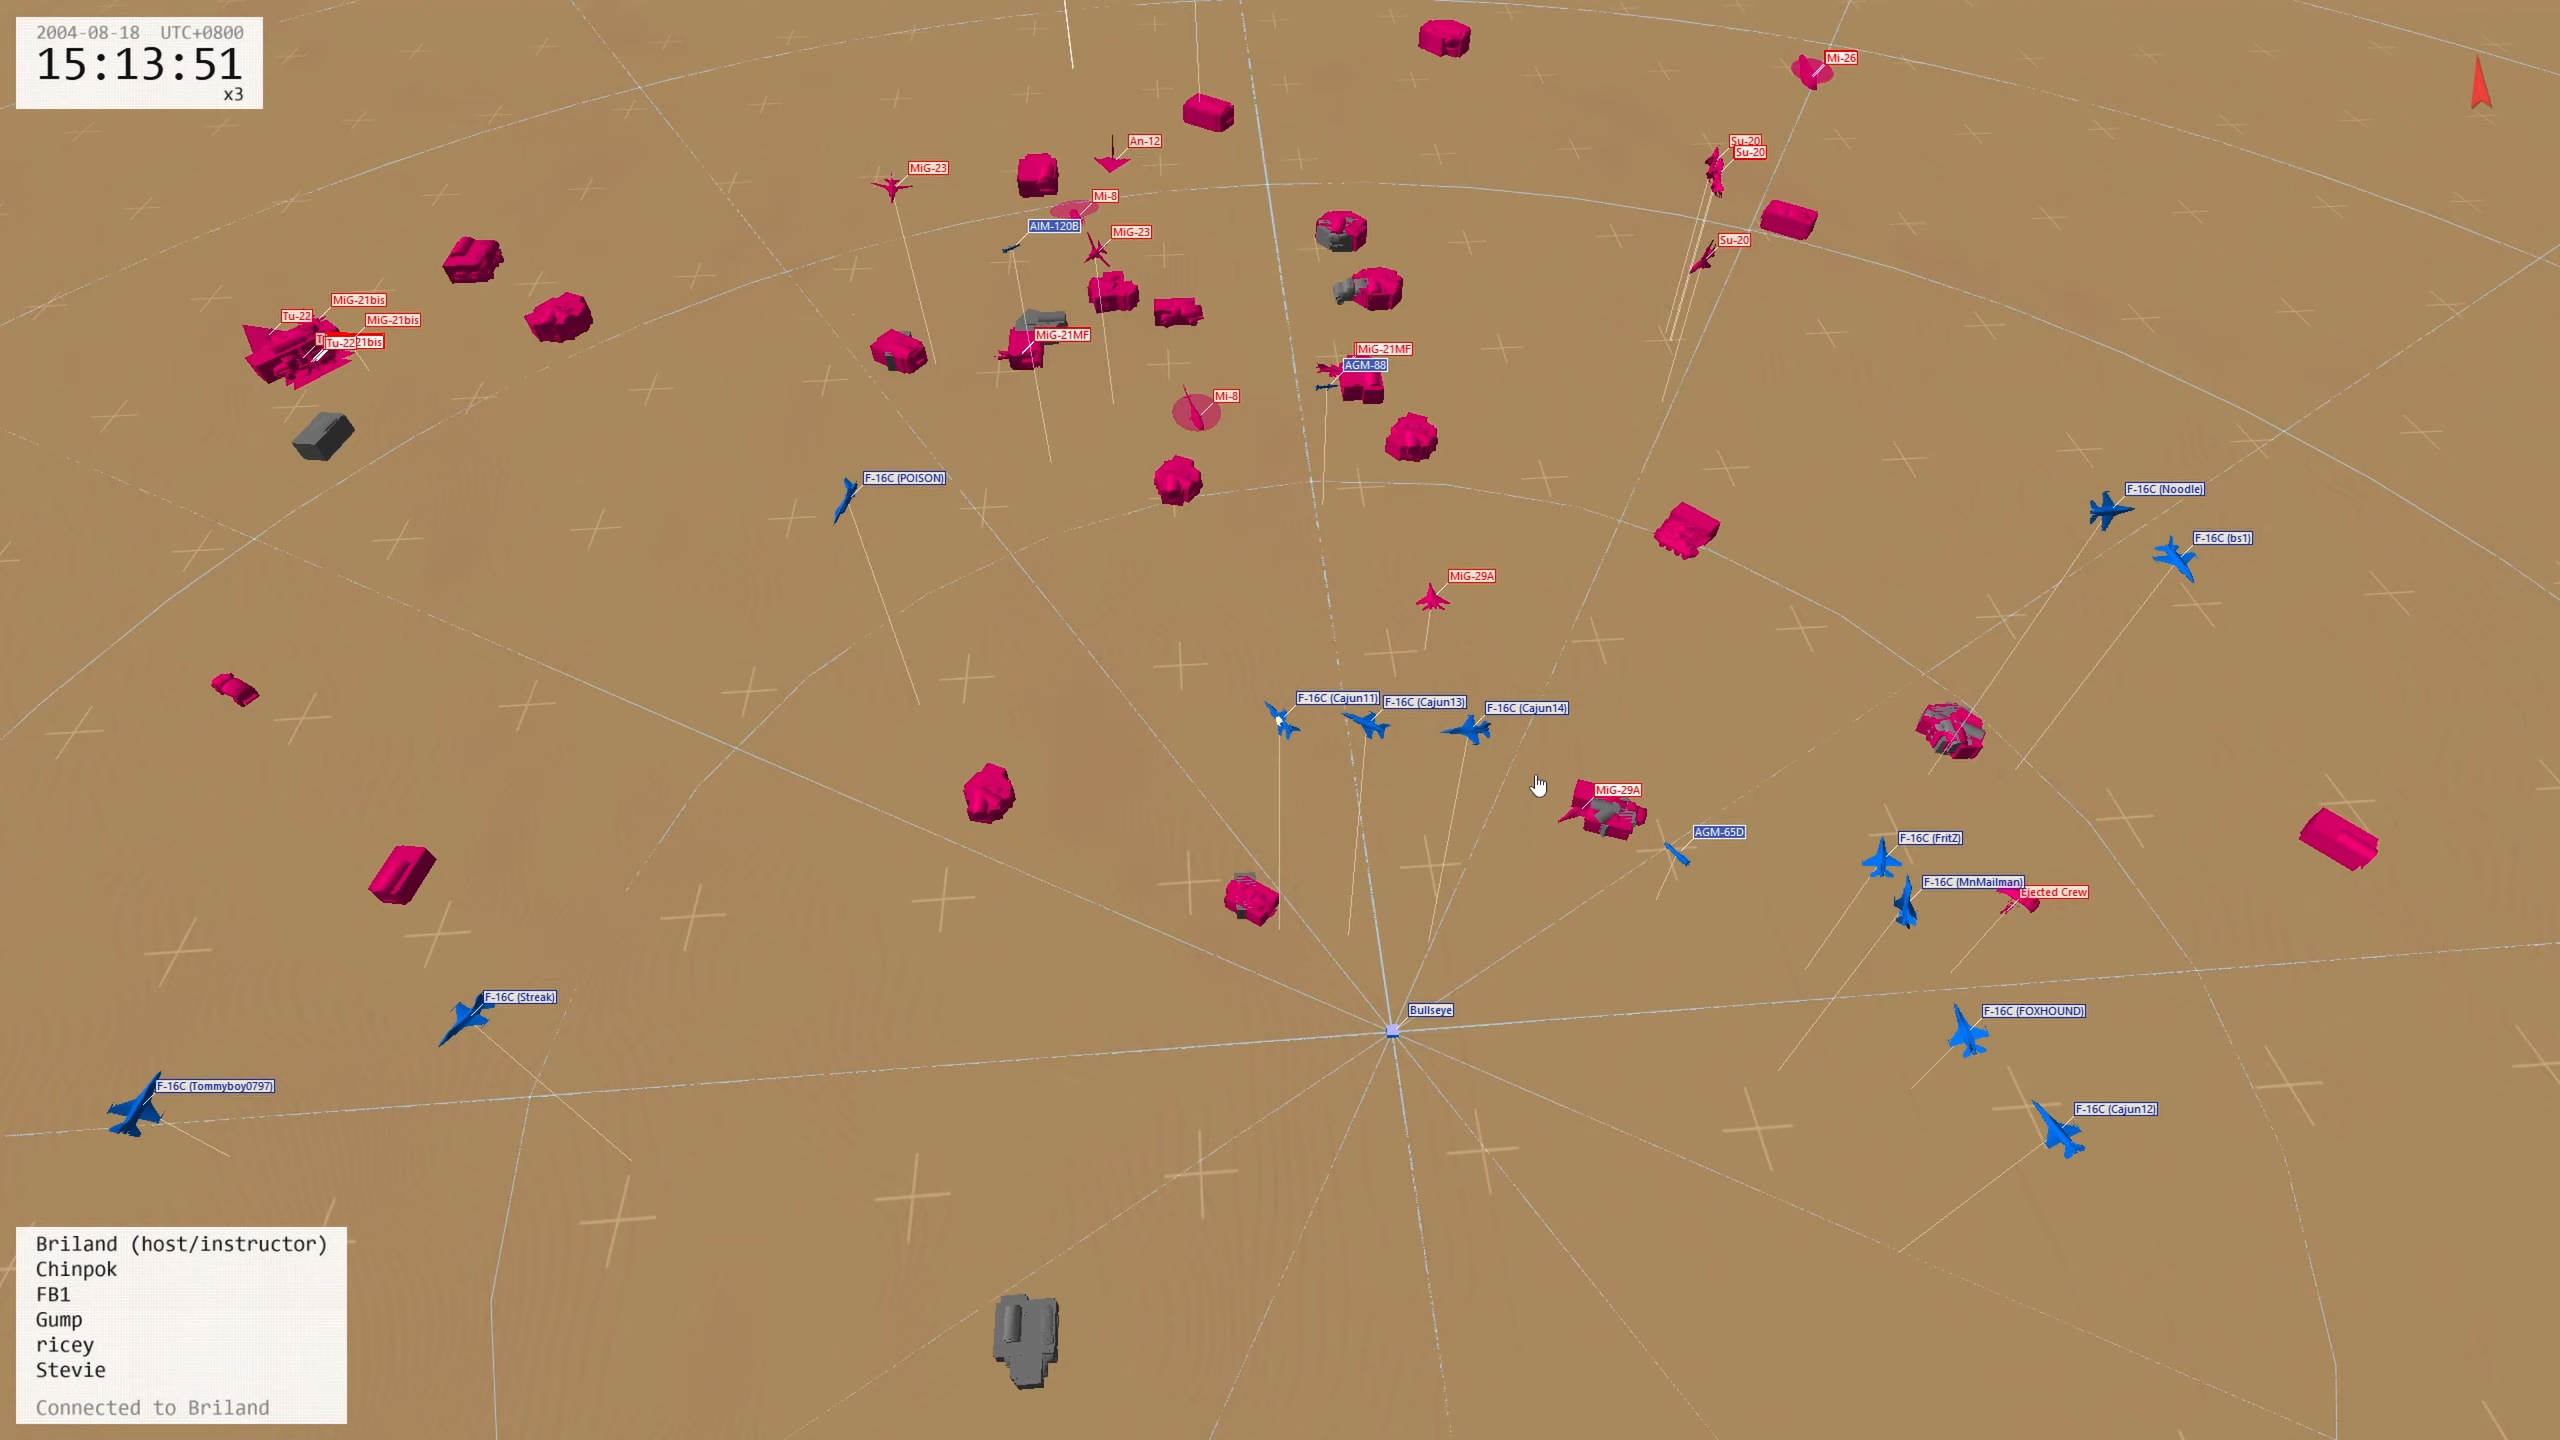 2004-08-18 UTC+0800
15:13:51
x3
Mi-26
An-12
Su-20
Su-20
MiG-23
Mi-8
AIM-120B
MiG-23
Su-20
MiG-21bis
Tu-22
MiG-21bis
Tu-22
21bis
MiG-21MF
MiG-21MF
AGM-88
Mi-8
F-16C (POISON)
F-16C (Noodle)
F-16C (bs1)
MiG-29A
F-16C (Cajun11)
F-16C (Cajun13)
F-16C (Cajun14)
MiG-29A
AGM-65D
F-16C (FritZ)
F-16C (MnMailman)
Ejected Crew
F-16C (Streak)
Bullseye
F-16C (FOXHOUND)
F-16C (Tommyboy0797)
F-16C (Cajun12)
Briland (host/instructor)
Chinpok
FB1
Gump
ricey
Stevie
Connected to Briland